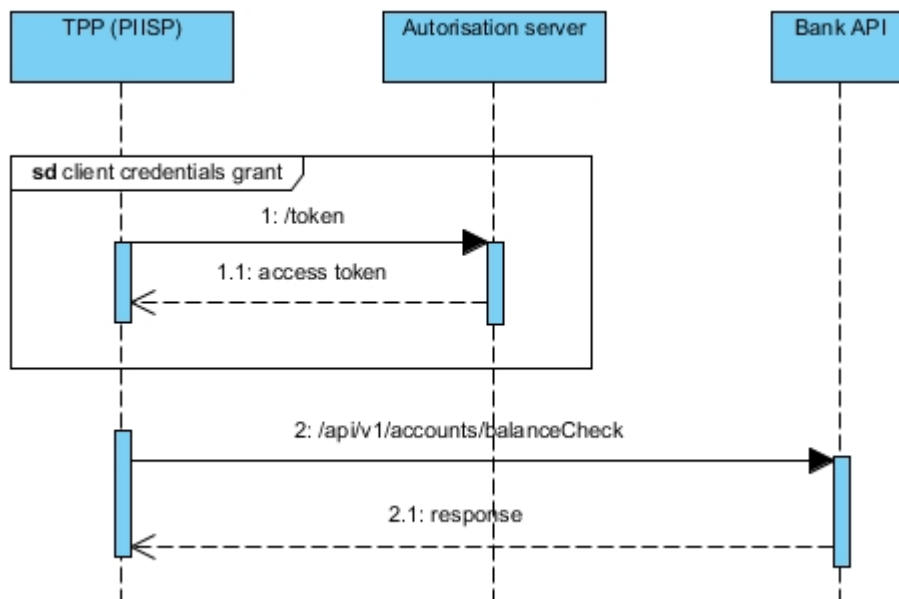 TPP (PIISP)
Autorisation server
Bank API
sd client credentials grant
1: /token
1.1: access token
2: /api/v1/accounts/balanceCheck
2.1: response